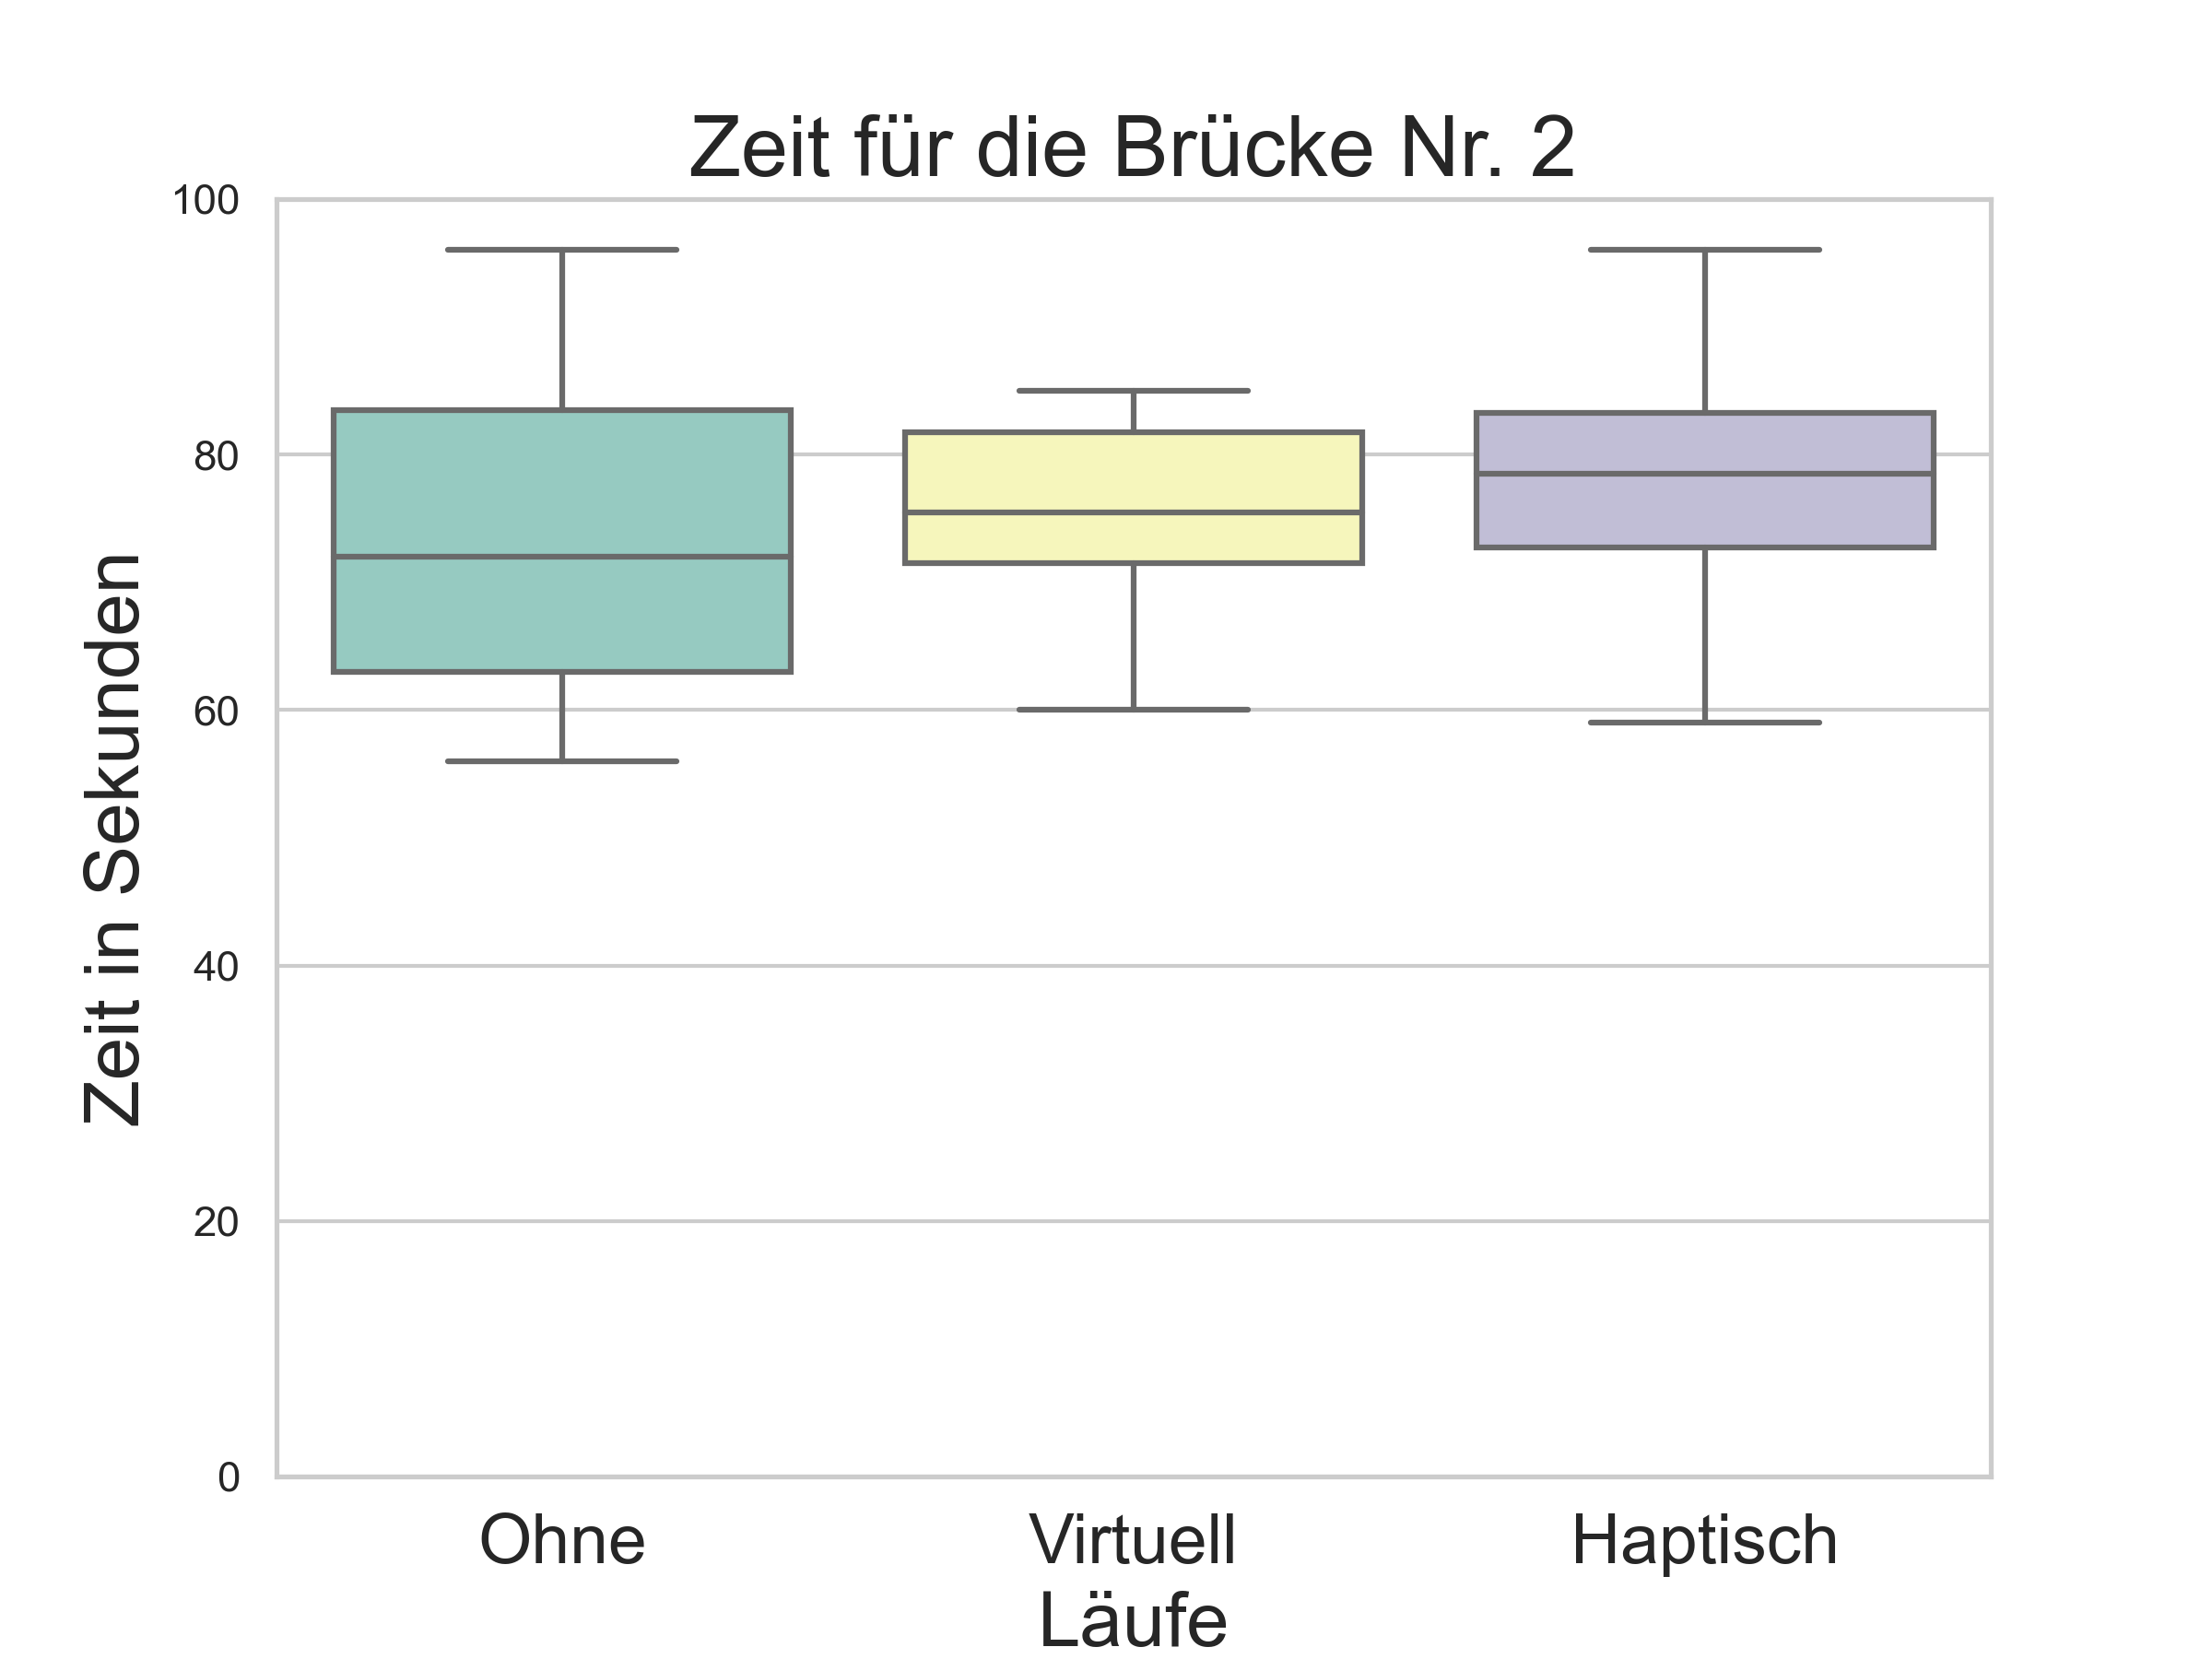 Zeit für die Brücke Nr. 2
Zeit in Sekunden
100
80
60
40
20
0
Ohne Virtuell Haptisch
Läufe